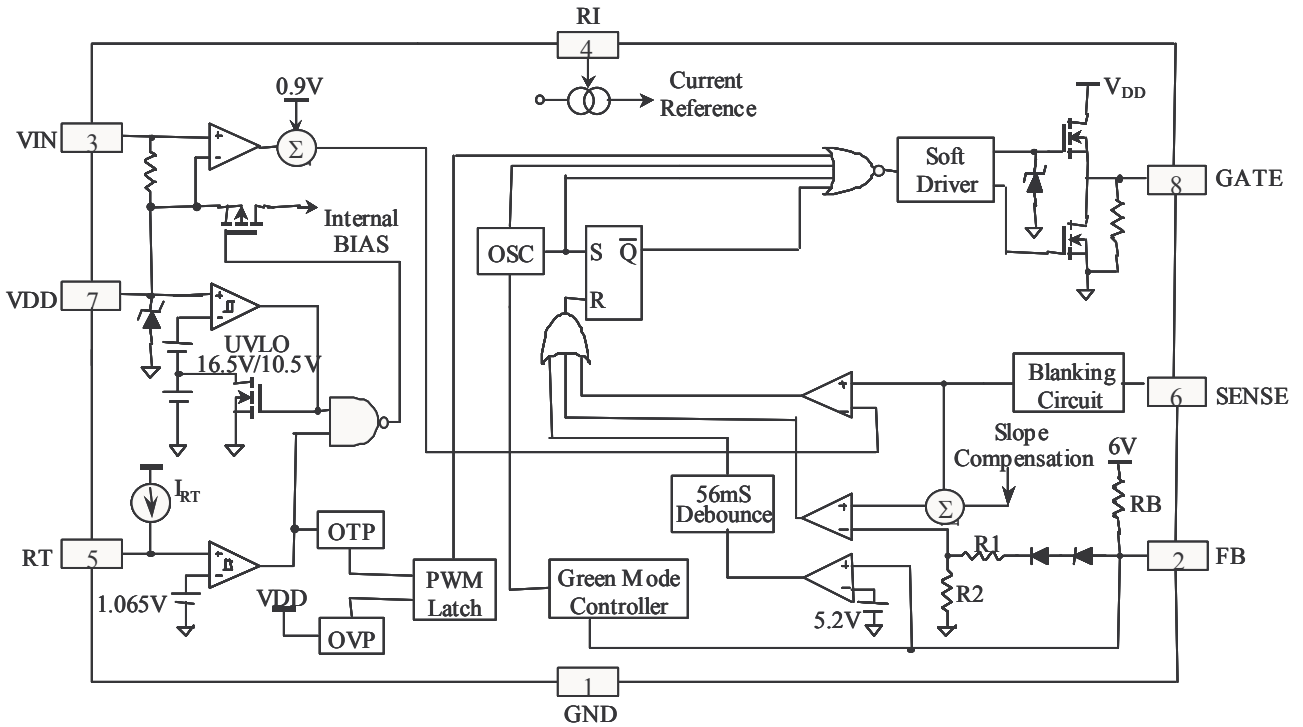 RI
4
Current
Reference
0.9V
VIN
3
+
-
Σ
Internal
BIAS
V_DD
Soft
Driver
8
GATE
OSC
S
Q̅
R
VDD
7
+
-
UVLO
16.5V/10.5V
Blanking
Circuit
6
SENSE
+
-
Slope
Compensation
6V
I_RT
56mS
Debounce
Σ
RB
+
-
RT
5
+
-
OTP
PWM
Latch
Green Mode
Controller
+
-
R1
2
FB
R2
1.065V
VDD
OVP
5.2V
1
GND